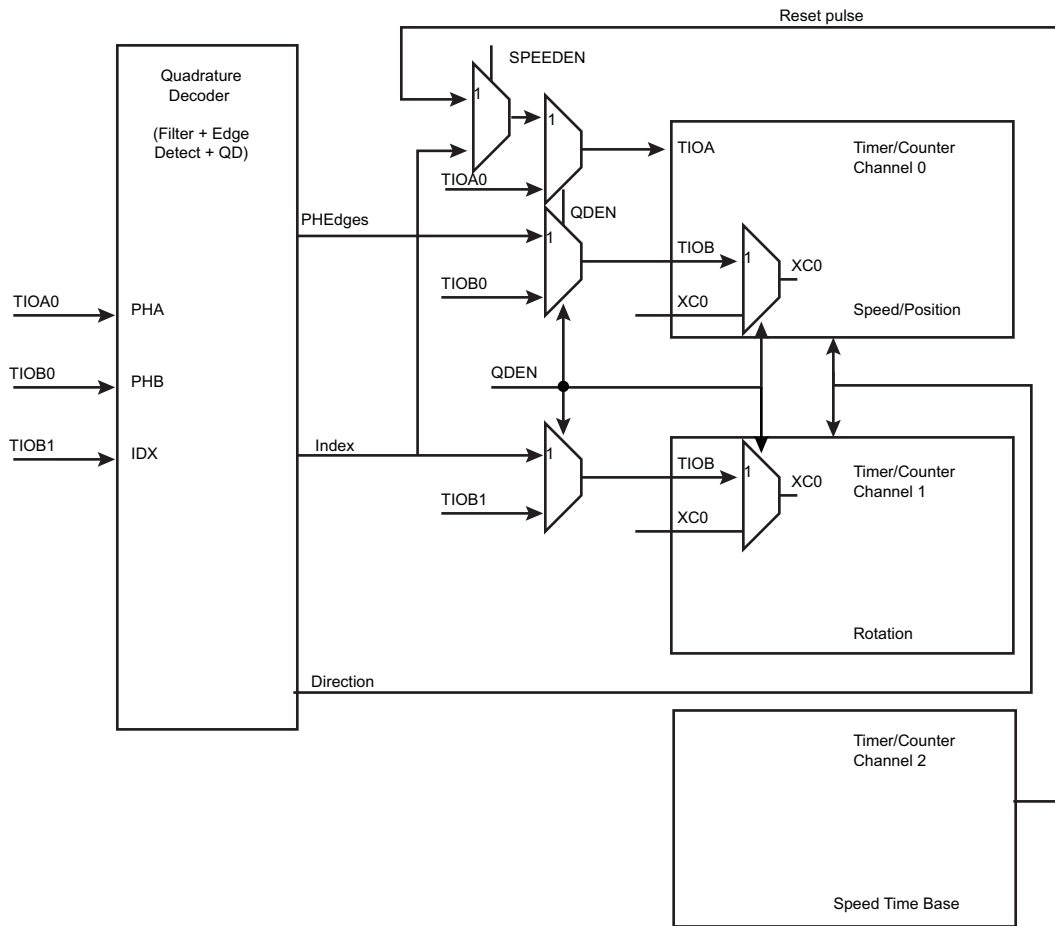 Reset pulse
SPEEDEN
Quadrature
Decoder
(Filter + Edge
Detect + QD)
1
1
TIOA
Timer/Counter
Channel 0
TIOA0
QDEN
PHEdges
1
TIOB
1
XC0
TIOB0
TIOA0
PHA
XC0
Speed/Position
TIOB0
PHB
QDEN
TIOB1
IDX
Index
1
TIOB
1
Timer/Counter
Channel 1
XC0
TIOB1
XC0
Rotation
Direction
Timer/Counter
Channel 2
Speed Time Base